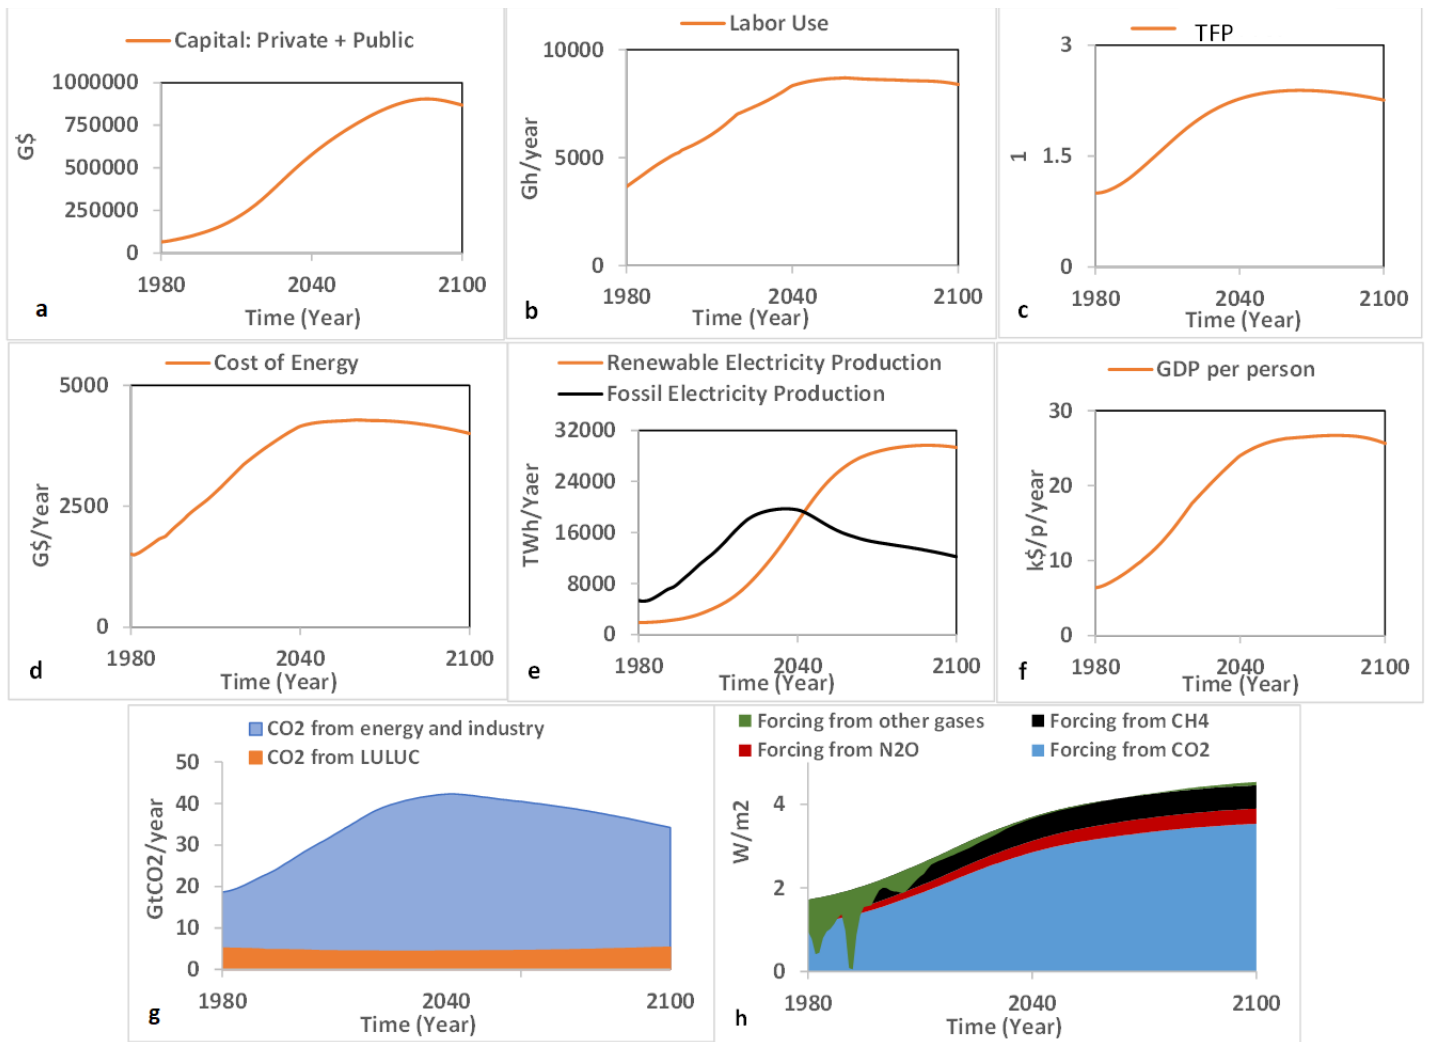 Capital: Private + Public
G$
1000000
750000
500000
250000
0
1980
2040
2100
Time (Year)
a
Labor Use
Gh/year
10000
5000
0
1980
2040
2100
Time (Year)
b
TFP
1
3
1.5
0
1980
2040
2100
Time (Year)
c
Cost of Energy
G$/Year
5000
2500
0
1980
2040
2100
Time (Year)
d
Renewable Electricity Production
Fossil Electricity Production
TWh/Yaer
32000
24000
16000
8000
0
1980
2040
2100
Time (Year)
e
GDP per person
k$/p/year
30
20
10
0
1980
2040
2100
Time (Year)
f
CO2 from energy and industry
CO2 from LULUC
GtCO2/year
50
40
30
20
10
0
1980
2040
2100
Time (Year)
g
Forcing from other gases
Forcing from CH4
Forcing from N2O
Forcing from CO2
W/m2
4
2
0
1980
2040
2100
Time (Year)
h